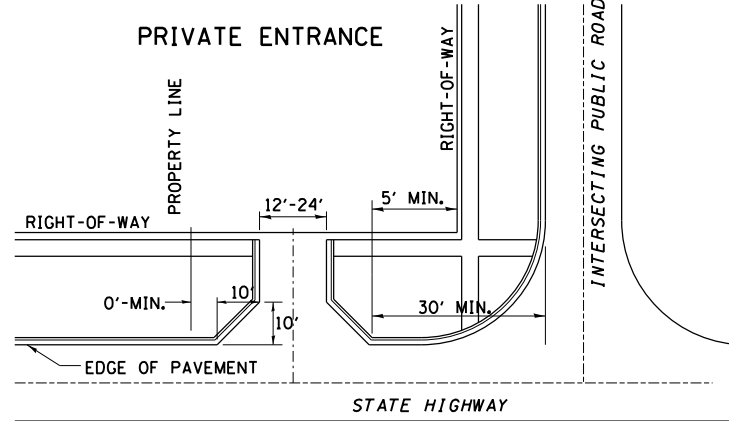 PRIVATE ENTRANCE
PROPERTY LINE
RIGHT-OF-WAY
INTERSECTING PUBLIC ROAD
12'-24'
5' MIN.
RIGHT-OF-WAY
0'-MIN.
10'
10'
30' MIN.
EDGE OF PAVEMENT
STATE HIGHWAY